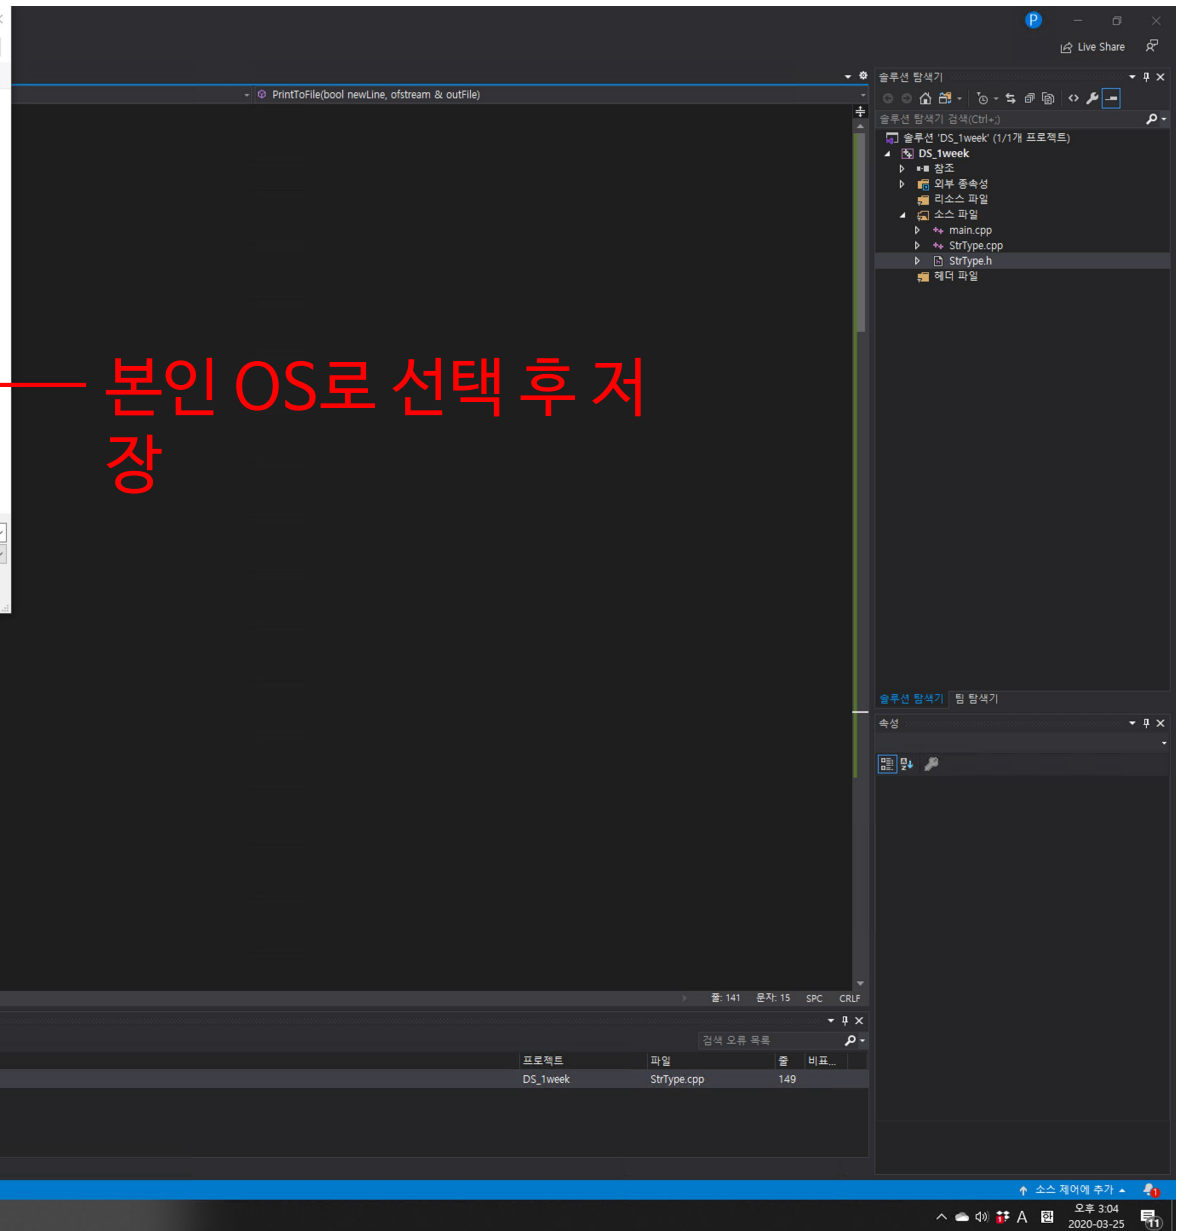 P
Live Share
솔루션 탐색기
PrintToFile(bool newLine, ofstream & outFile)
솔루션 탐색기 검색(Ctrl+;)
솔루션 'DS_1week' (1/1개 프로젝트)
DS_1week
참조
외부 종속성
리소스 파일
소스 파일
main.cpp
StrType.cpp
StrType.h
헤더 파일
본인 OS로 선택 후 저
장
솔루션 탐색기 팀 탐색기
속성
줄: 141 문자: 15 SPC CRLF
검색 오류 목록
프로젝트 파일 줄 비표...
DS_1week StrType.cpp 149
소스 제어에 추가
1
A 한 오후 3:04
2020-03-25
11